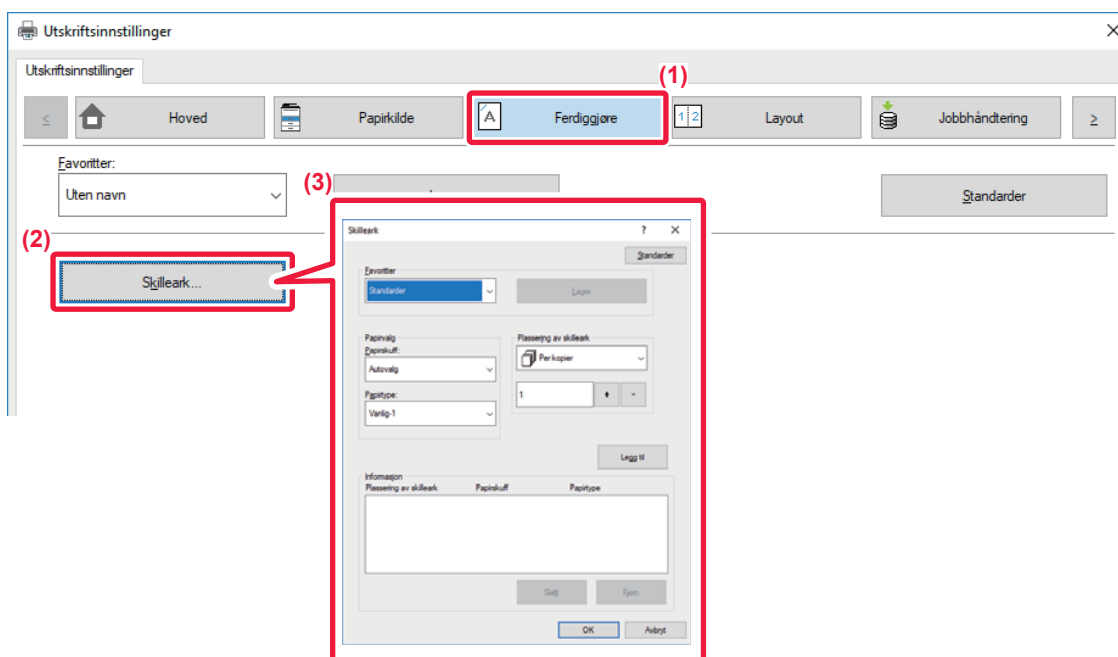 Utskriftsinnstillinger
Utskriftsinnstillinger
(1)
< Hoved Papirkilde Ferdiggjøre Layout Jobbhåndtering >
Favoritter:
Uten navn
(3)
Standarder
(2)
Skilleark...
Skilleark ? ×
Standarder
Favoritter
Standarder Lagre
Papirvalg Plassering av skilleark
Papirskuff: Per kopier
Autovalg
Papirtype: 1 + -
Vanlig-1
Legg til
Informasjon
Plassering av skilleark Papirskuff Papirtype
Slett Fjern
OK Avbryt